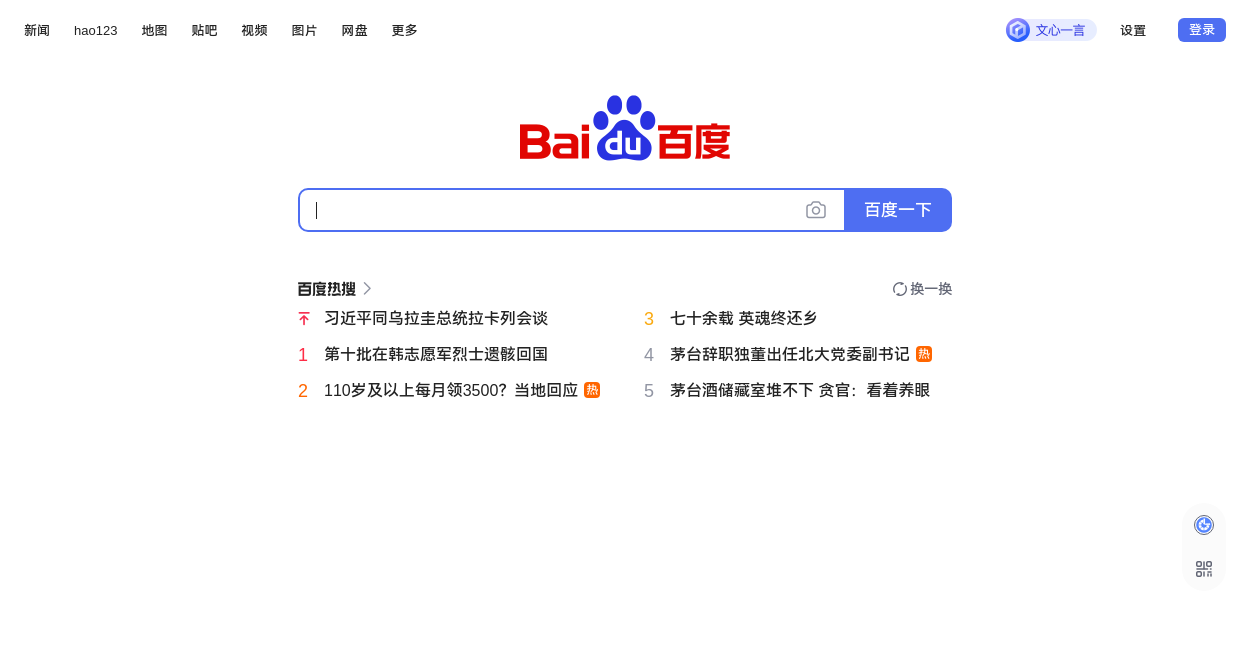 新闻 hao123 地图 贴吧 视频 图片 网盘 更多 文心一言 设置 登录
Bai du 百度
百度一下
百度热搜 换一换
习近平同乌拉圭总统拉卡列会谈
3 七十余载 英魂终还乡
1 第十批在韩志愿军烈士遗骸回国
4 茅台辞职独董出任北大党委副书记 热
2 110岁及以上每月领3500？当地回应 热
5 茅台酒储藏室堆不下 贪官：看着养眼